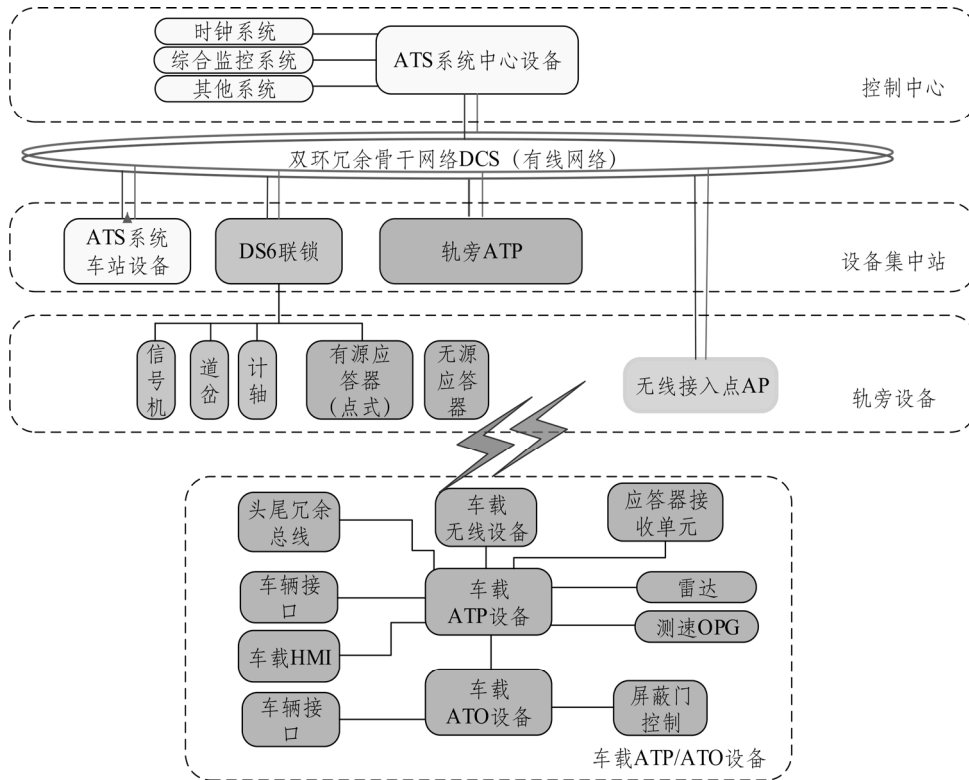 时钟系统
综合监控系统
其他系统
ATS系统中心设备
控制中心
双环冗余骨干网络DCS（有线网络）
ATS系统
车站设备
DS6联锁
轨旁ATP
设备集中站
信
号
机
道
岔
计
轴
有源应
答器
（点式）
无源
应答
器
无线接入点AP
轨旁设备
头尾冗余
总线
车载
无线设备
应答器接
收单元
车辆接
口
车载
ATP设备
雷达
测速OPG
车载HMI
车辆接
口
车载
ATO设备
屏蔽门
控制
车载ATP/ATO设备